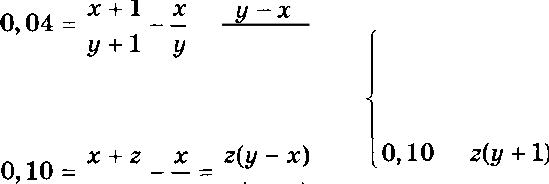 0,04 = x + 1 / y + 1 − x / y   y − x
0,10   z(y + 1)
0,10 = x + z − x = z(y − x)